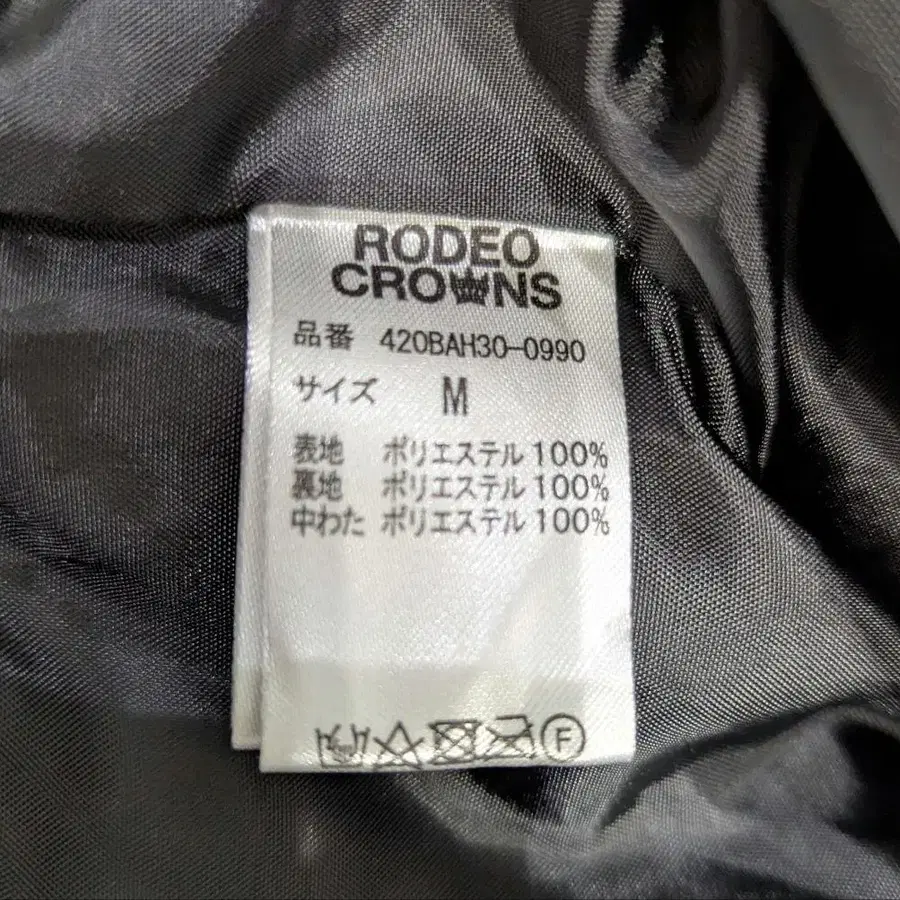 RODEO
CROWNS
品番 420BAH30-0990
サイズ M
表地 ポリエステル 100%
裏地 ポリエステル 100%
中わた ポリエステル 100%
F